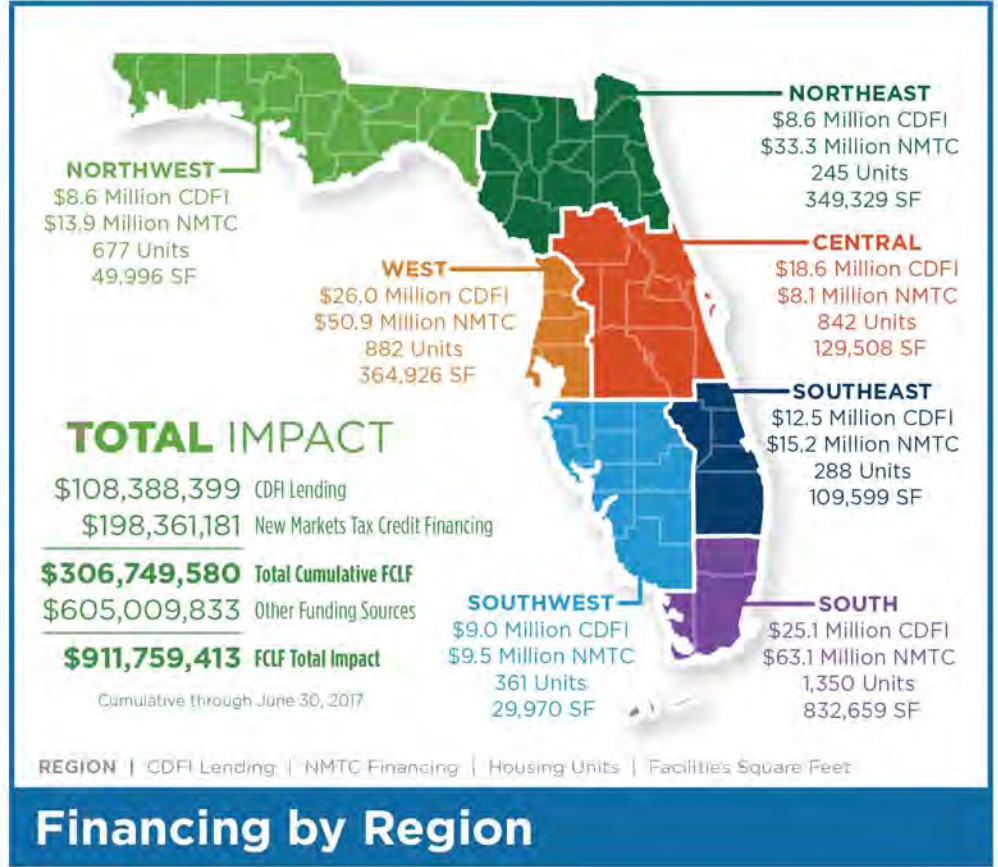 NORTHEAST
$8.6 Million CDFI
$33.3 Million NMTC
245 Units
349,329 SF
NORTHWEST
$8.6 Million CDFI
$13.9 Million NMTC
677 Units
49,996 SF
CENTRAL
$18.6 Million CDFI
$8.1 Million NMTC
842 Units
129,508 SF
WEST
$26.0 Million CDFI
$50.9 Million NMTC
882 Units
364,926 SF
SOUTHEAST
$12.5 Million CDFI
$15.2 Million NMTC
288 Units
109,599 SF
TOTAL IMPACT
$108,388,399 CDFI Lending
$198,361,181 New Markets Tax Credit Financing
$306,749,580 Total Cumulative FCLF
$605,009,833 Other Funding Sources
$911,759,413 FCLF Total Impact
Cumulative through June 30, 2017
SOUTHWEST
$9.0 Million CDFI
$9.5 Million NMTC
361 Units
29,970 SF
SOUTH
$25.1 Million CDFI
$63.1 Million NMTC
1,350 Units
832,659 SF
REGION | CDFI Lending | NMTC Financing | Housing Units | Facilities Square Feet
Financing by Region